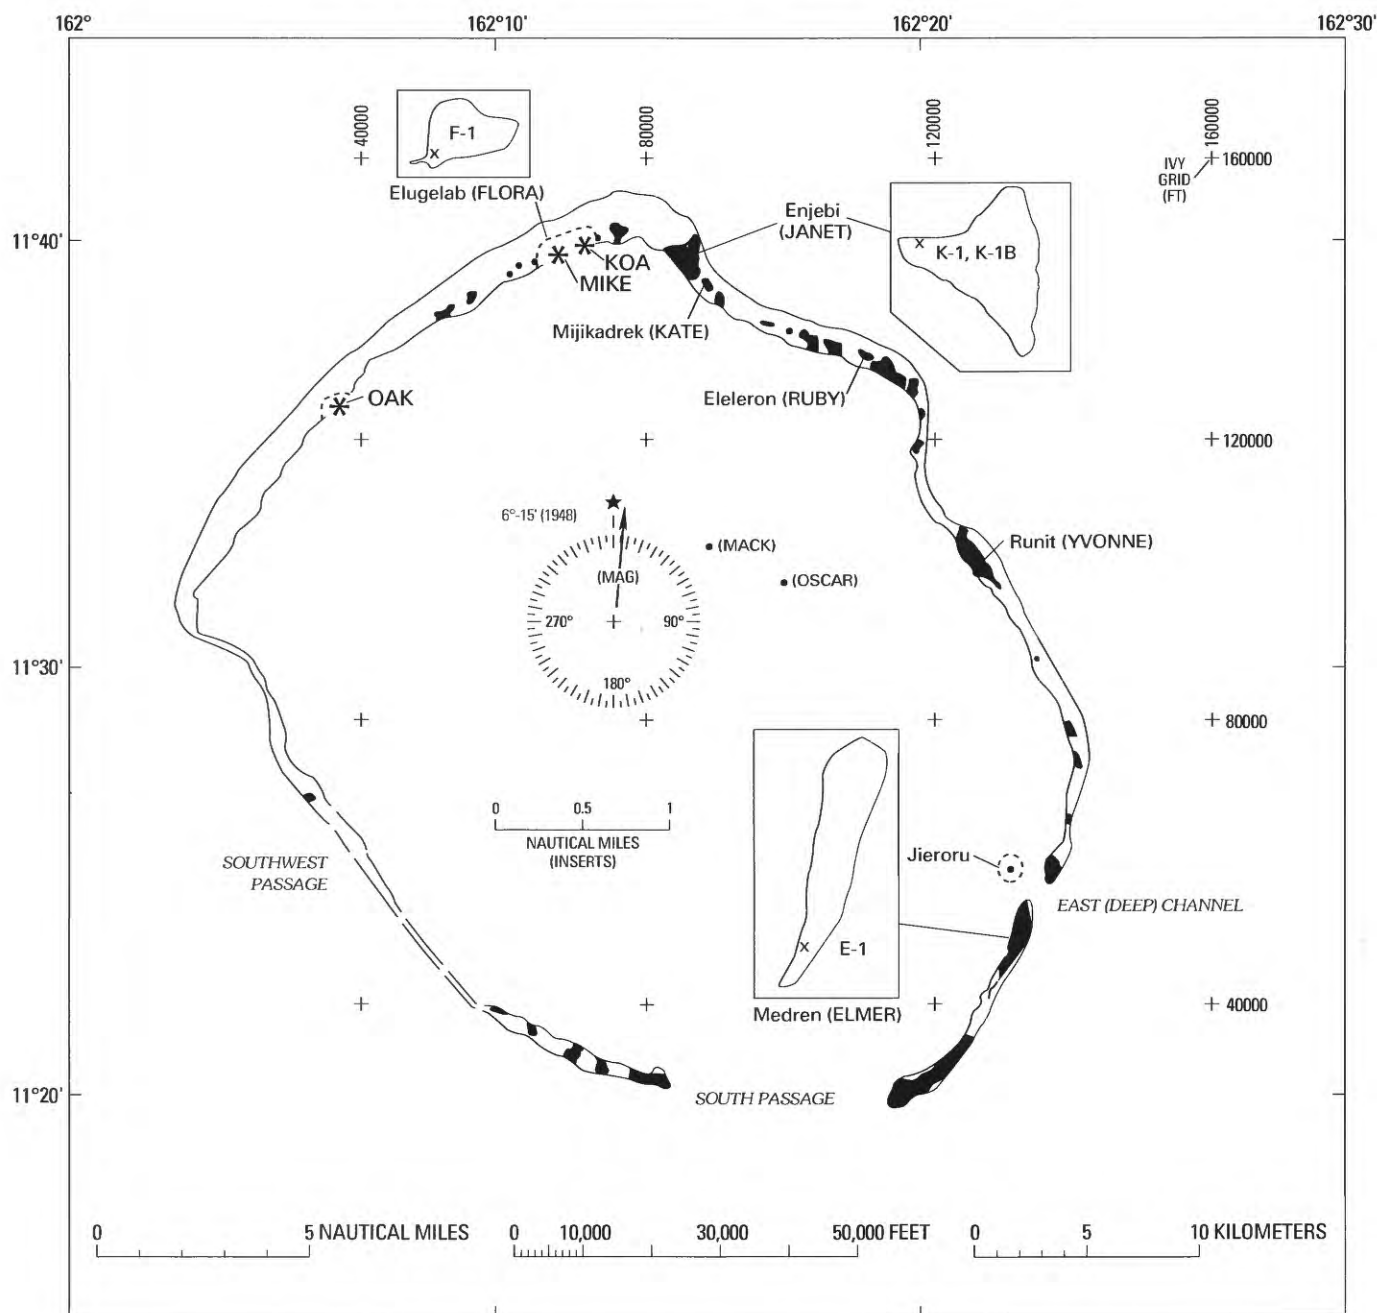 162°
162°10'
162°20'
162°30'
40000
80000
120000
160000
F-1
Elugelab (FLORA)
IVY
GRID
(FT)
160000
Enjebi
(JANET)
K-1, K-1B
11°40'
KOA
MIKE
Mijikadrek (KATE)
Eleleron (RUBY)
OAK
120000
6°-15' (1948)
(MACK)
Runit (YVONNE)
(MAG)
(OSCAR)
270°
90°
180°
11°30'
80000
0 0.5 1
NAUTICAL MILES
(INSERTS)
SOUTHWEST
PASSAGE
Jieroru
EAST (DEEP) CHANNEL
E-1
Medren (ELMER)
40000
11°20'
SOUTH PASSAGE
0 5 NAUTICAL MILES
0 10,000 30,000 50,000 FEET
0 5 10 KILOMETERS